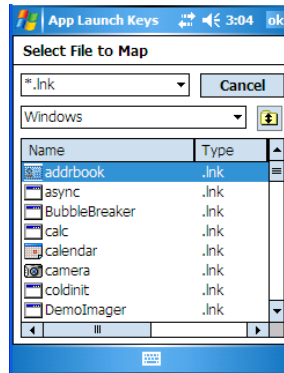 App Launch Keys 3:04 ok
Select File to Map
*.lnk Cancel
Windows
Name Type
addrbook .lnk
async .lnk
BubbleBreaker .lnk
calc .lnk
calendar .lnk
camera .lnk
coldinit .lnk
DemoImager .lnk